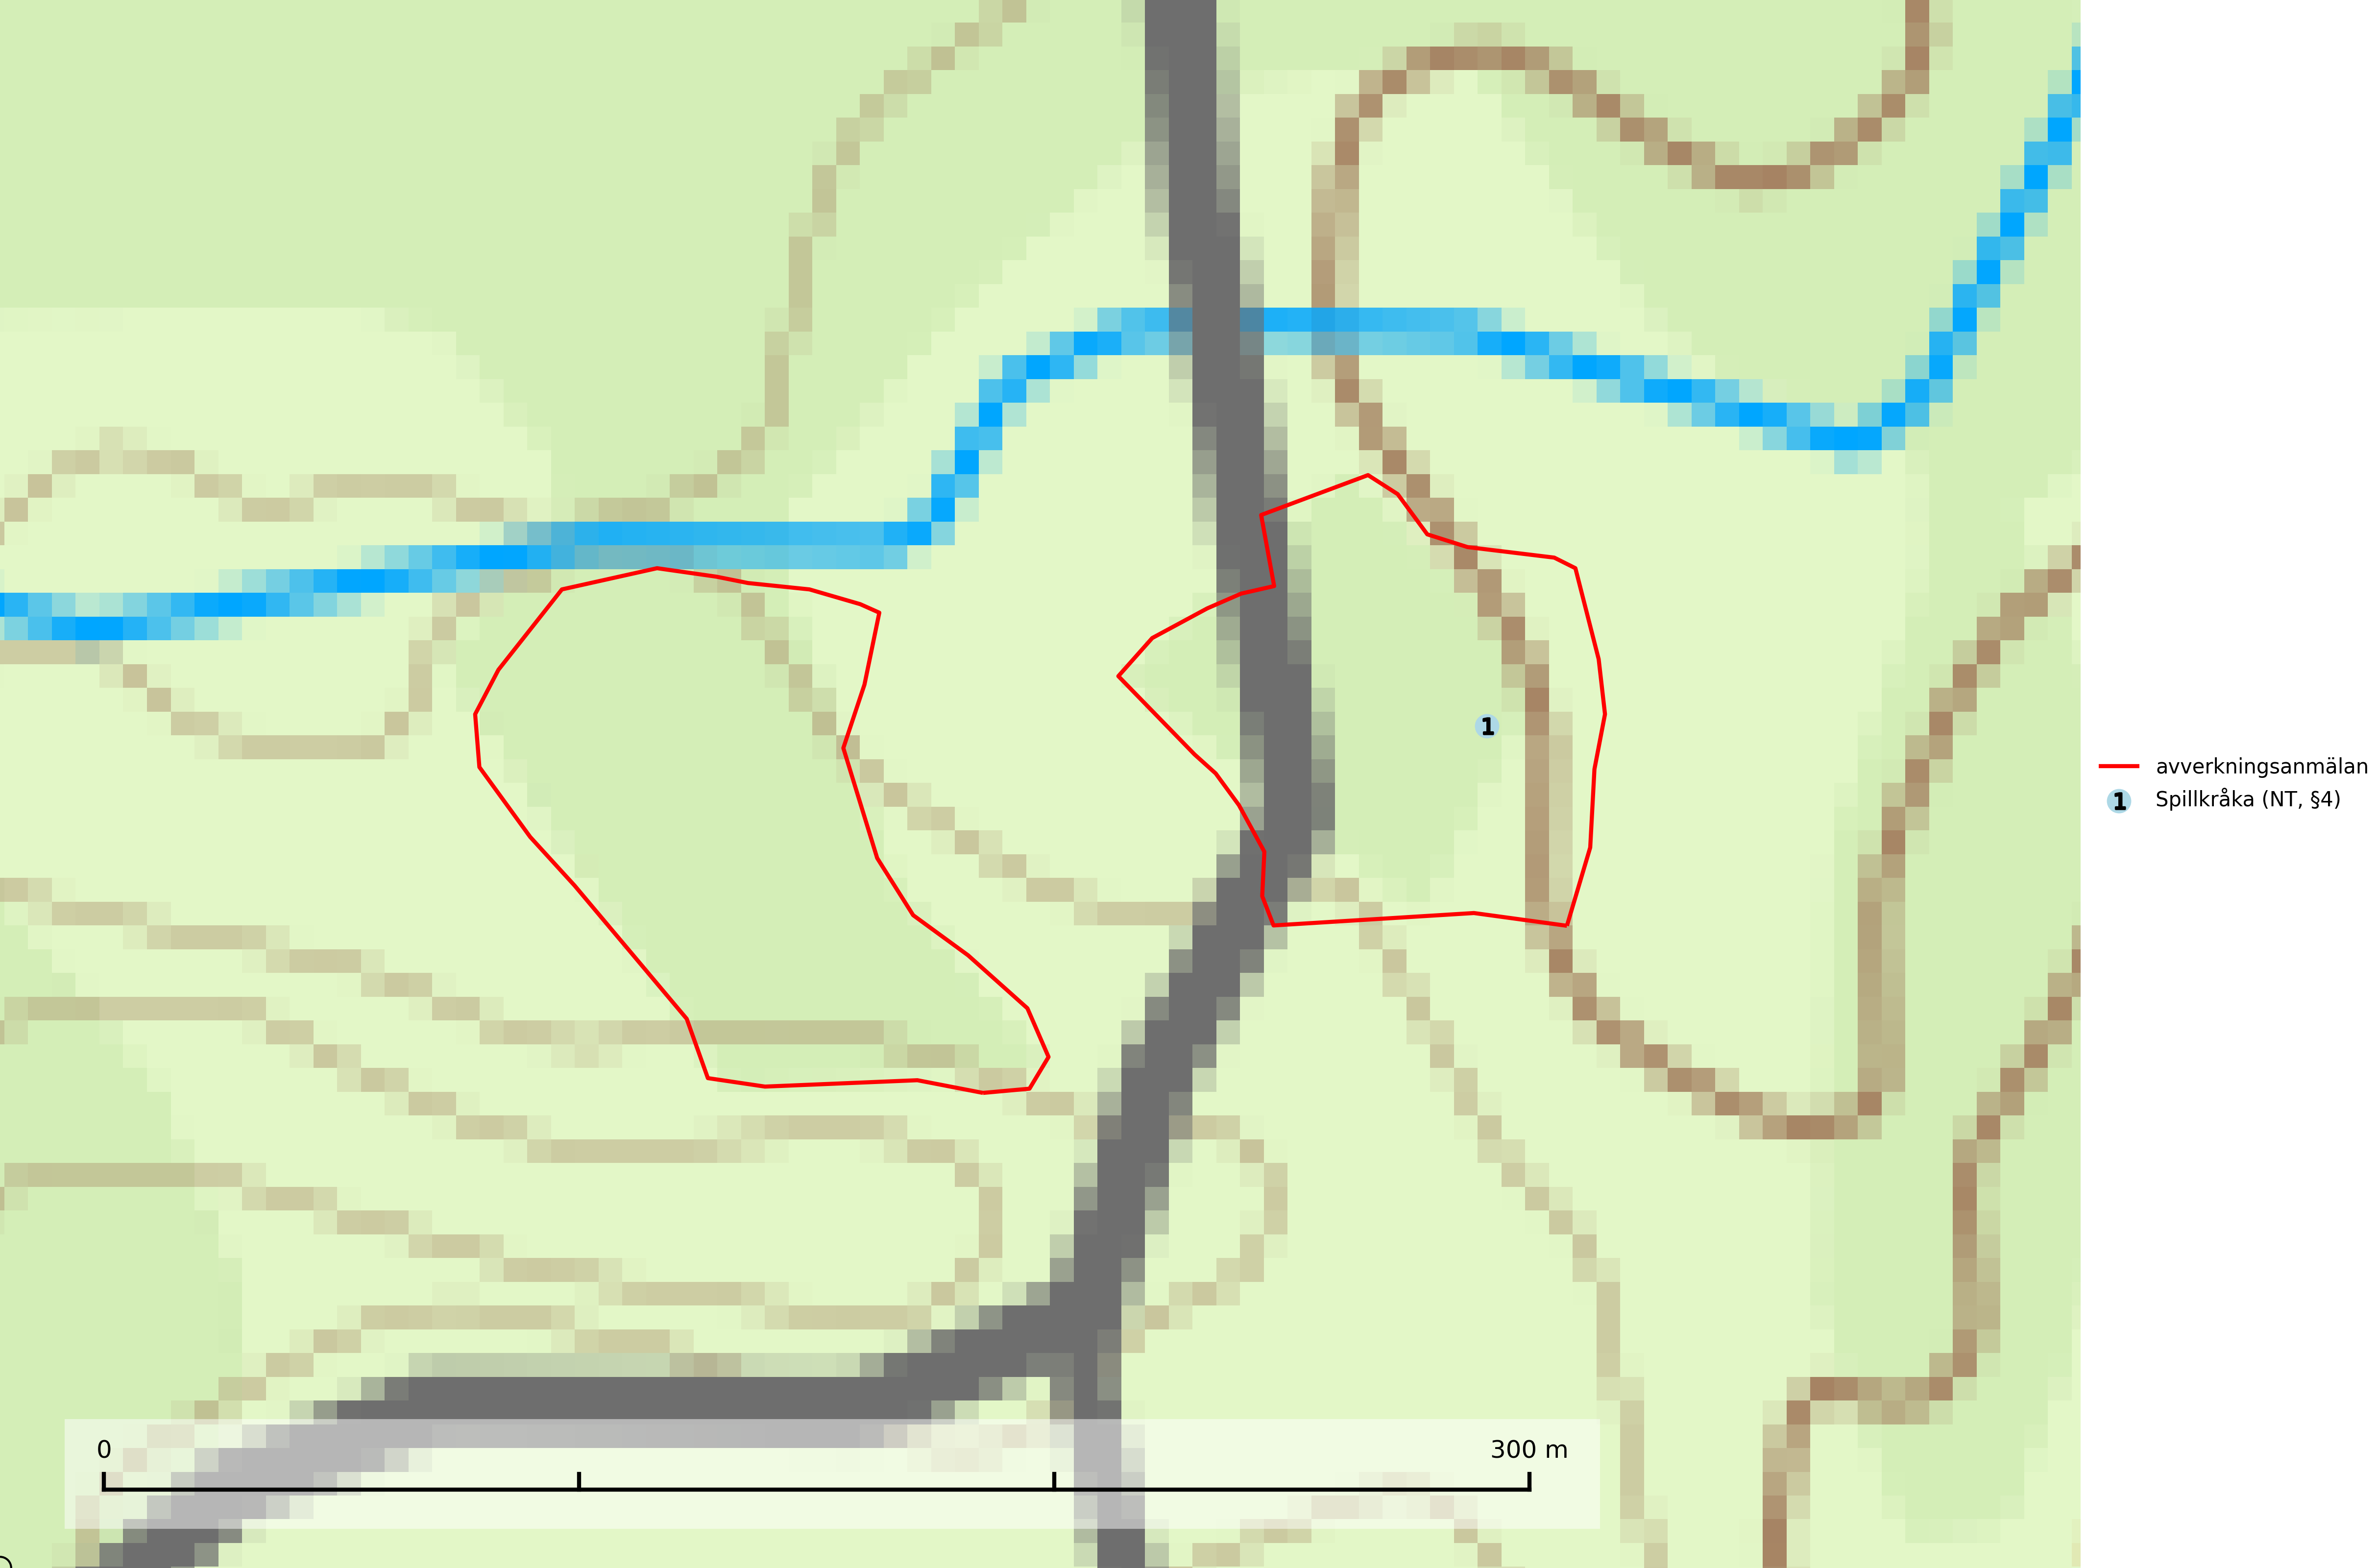 1
avverkningsanmälan
1 Spillkråka (NT, §4)
0 300 m